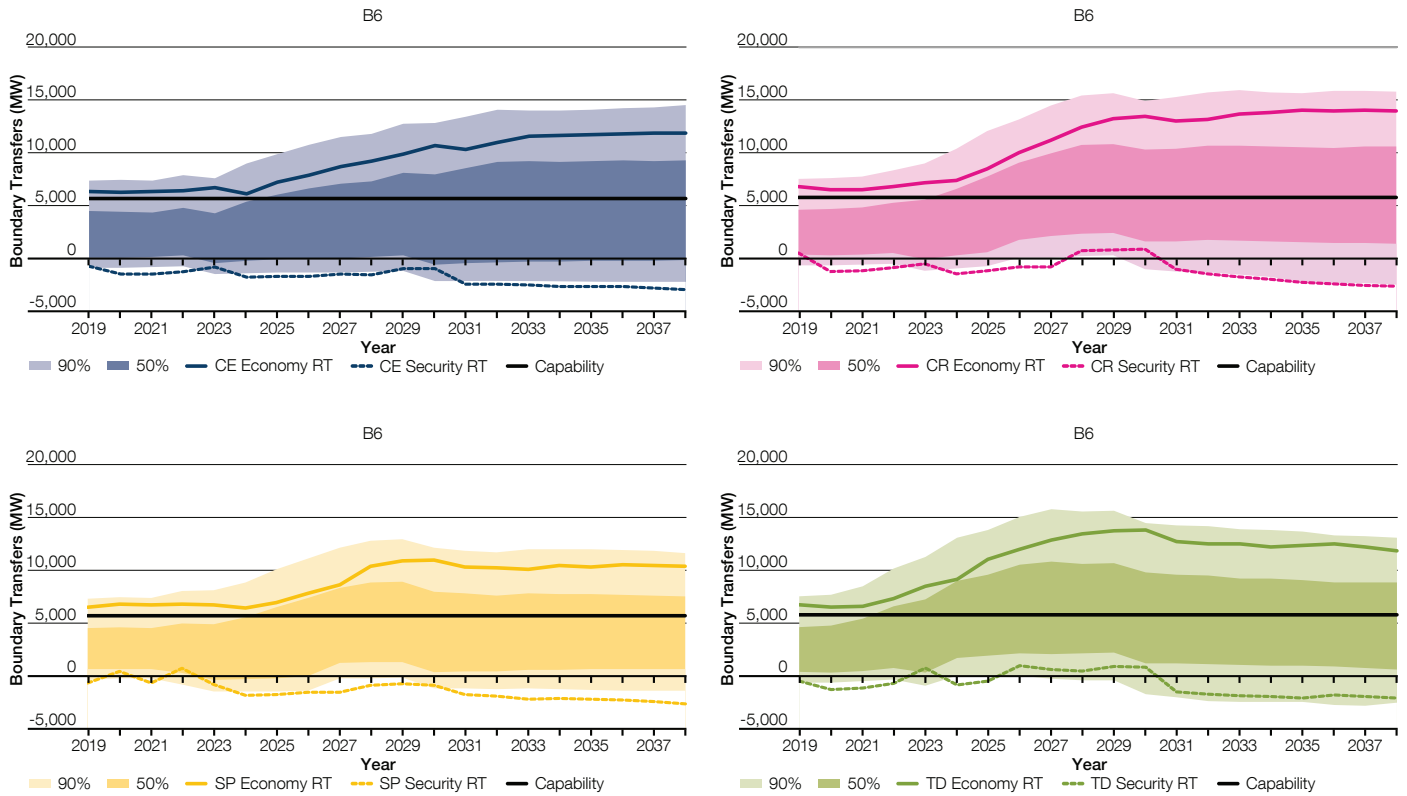 B6
20,000
15,000
10,000
5,000
0
-5,000
Boundary Transfers (MW)
2019 2021 2023 2025 2027 2029 2031 2033 2035 2037
Year
90% 50% CE Economy RT CE Security RT Capability
B6
20,000
15,000
10,000
5,000
0
-5,000
Boundary Transfers (MW)
2019 2021 2023 2025 2027 2029 2031 2033 2035 2037
Year
90% 50% CR Economy RT CR Security RT Capability
B6
20,000
15,000
10,000
5,000
0
-5,000
Boundary Transfers (MW)
2019 2021 2023 2025 2027 2029 2031 2033 2035 2037
Year
90% 50% SP Economy RT SP Security RT Capability
B6
20,000
15,000
10,000
5,000
0
-5,000
Boundary Transfers (MW)
2019 2021 2023 2025 2027 2029 2031 2033 2035 2037
Year
90% 50% TD Economy RT TD Security RT Capability